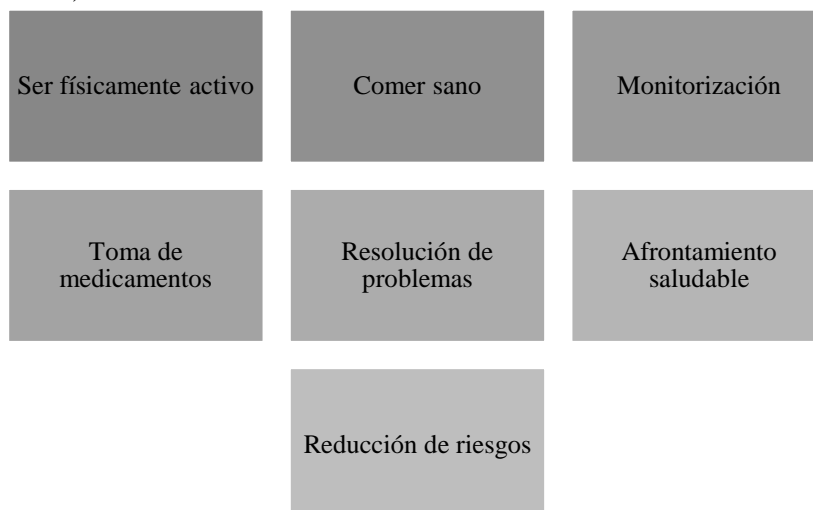 Ser físicamente activo
Comer sano
Monitorización
Toma de
medicamentos
Resolución de
problemas
Afrontamiento
saludable
Reducción de riesgos